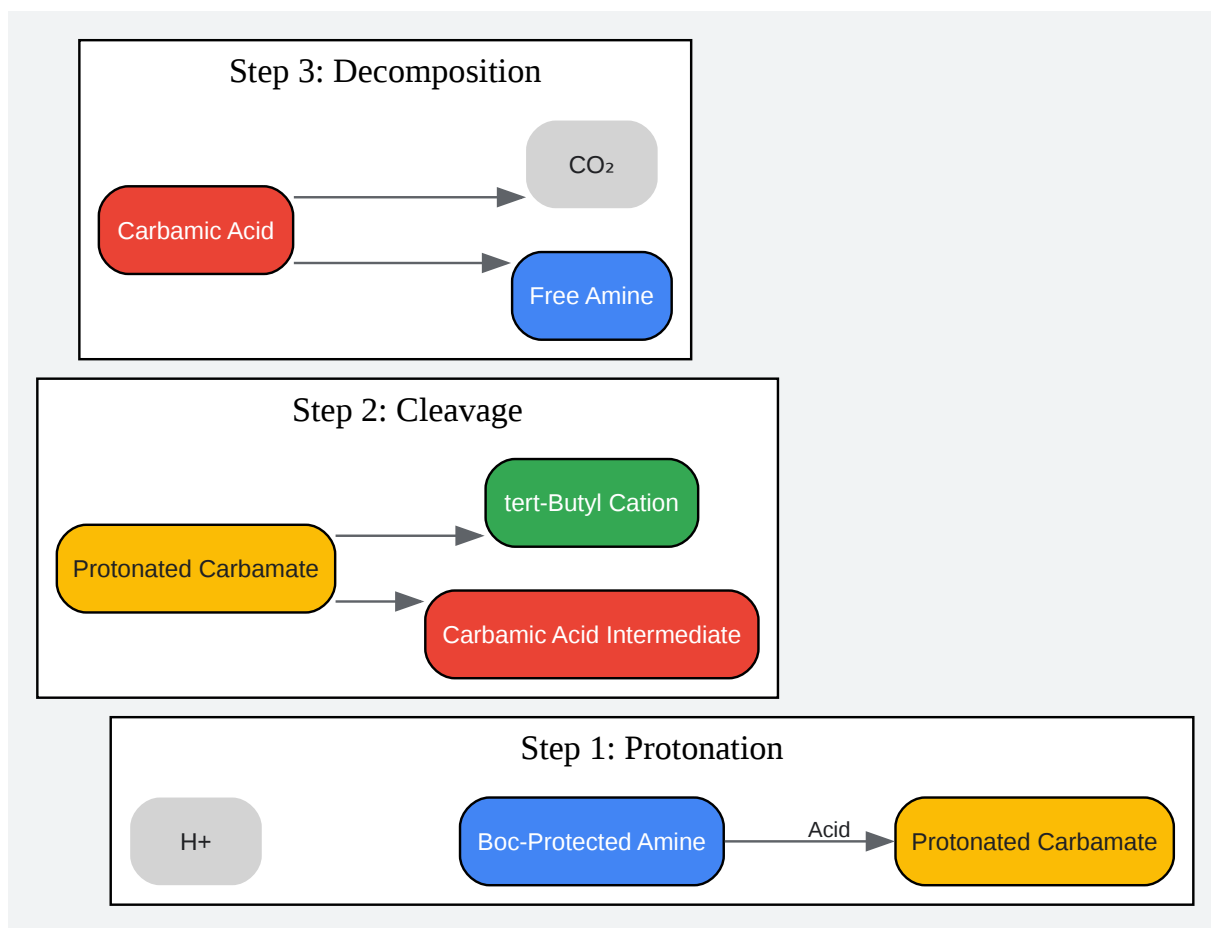 Step 3: Decomposition
CO₂
Carbamic Acid
Free Amine
Step 2: Cleavage
tert-Butyl Cation
Protonated Carbamate
Carbamic Acid Intermediate
Step 1: Protonation
H+
Boc-Protected Amine
Acid
Protonated Carbamate